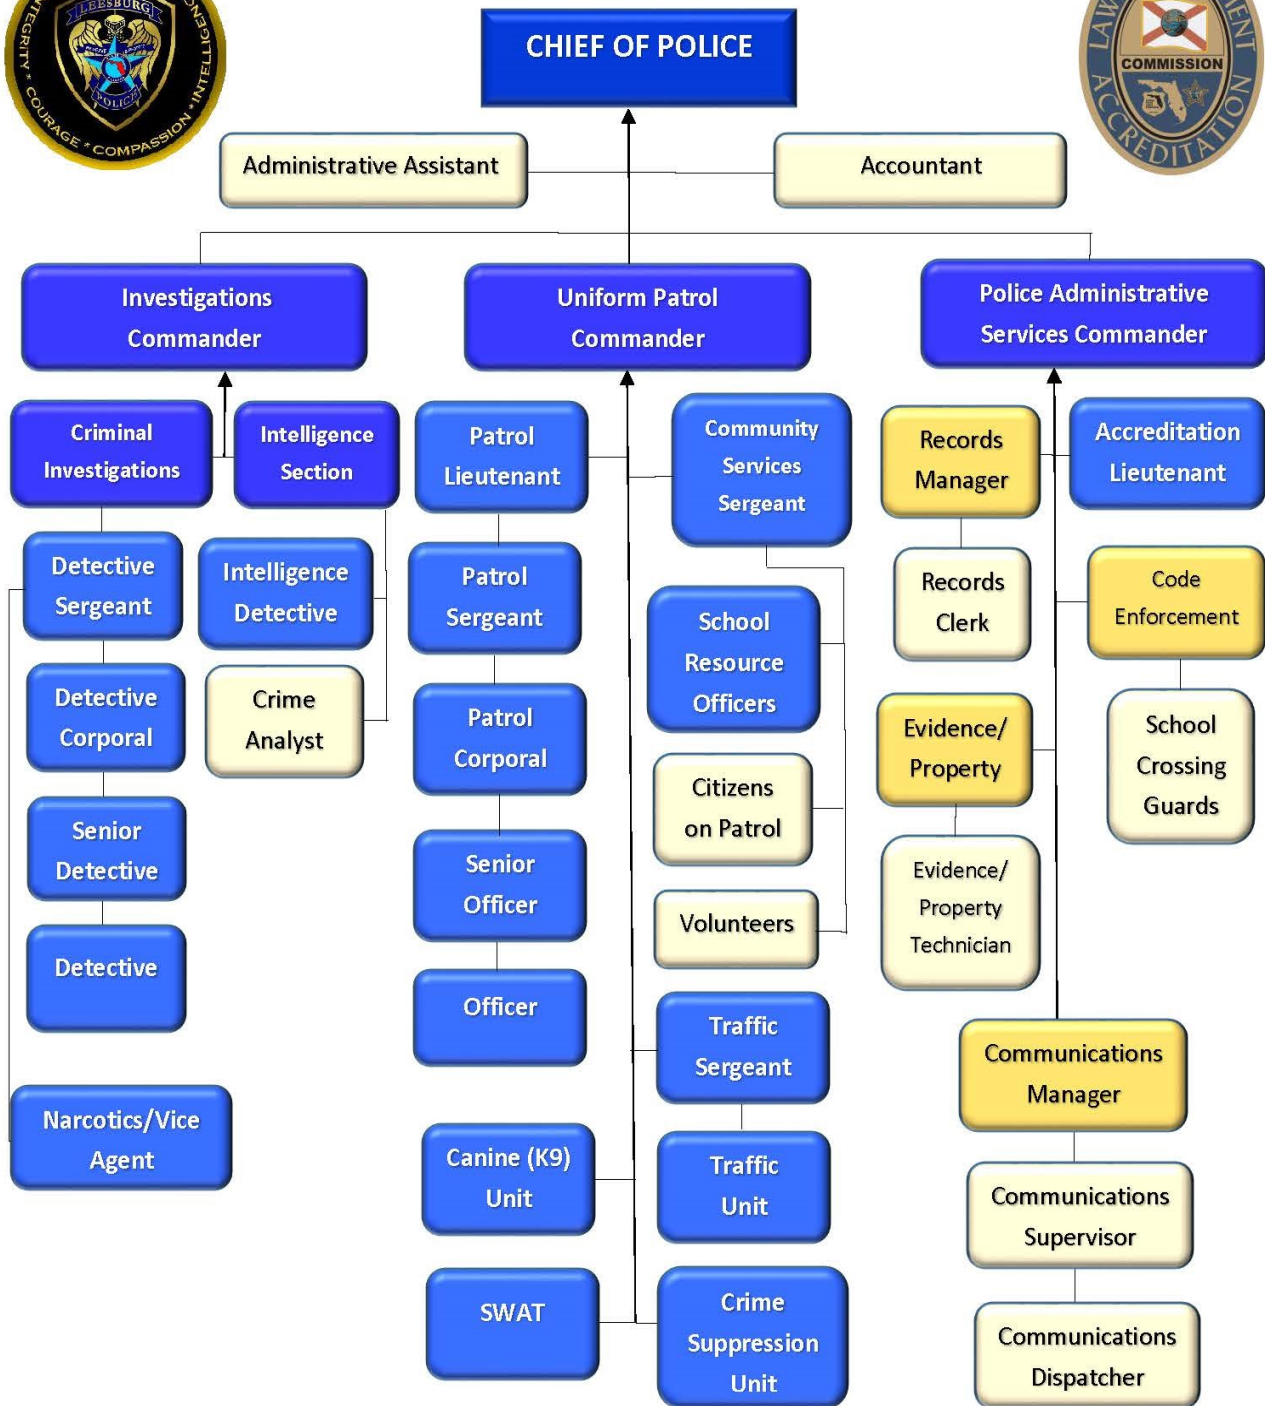 LEESBURG
POLICE
INTEGRITY * COURAGE * COMPASSION * INTELLIGENC
CHIEF OF POLICE
LAW
MENT
COMMISSION
ACCREDITATION
Administrative Assistant
Accountant
Investigations
Commander
Uniform Patrol
Commander
Police Administrative
Services Commander
Criminal
Investigations
Intelligence
Section
Detective
Sergeant
Intelligence
Detective
Detective
Corporal
Crime
Analyst
Senior
Detective
Detective
Narcotics/Vice
Agent
Patrol
Lieutenant
Community
Services
Sergeant
Patrol
Sergeant
School
Resource
Officers
Patrol
Corporal
Citizens
on Patrol
Senior
Officer
Volunteers
Officer
Traffic
Sergeant
Canine (K9)
Unit
Traffic
Unit
SWAT
Crime
Suppression
Unit
Records
Manager
Accreditation
Lieutenant
Records
Clerk
Code
Enforcement
Evidence/
Property
School
Crossing
Guards
Evidence/
Property
Technician
Communications
Manager
Communications
Supervisor
Communications
Dispatcher